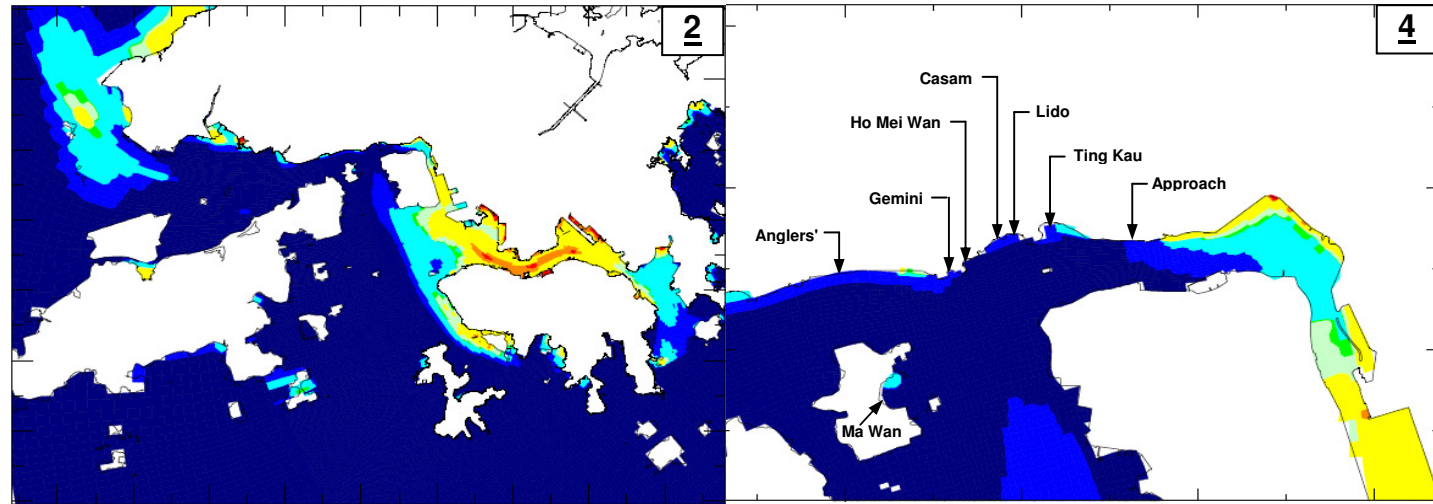 2
4
Casam
Lido
Ho Mei Wan
Ting Kau
Approach
Gemini
Anglers'
Ma Wan